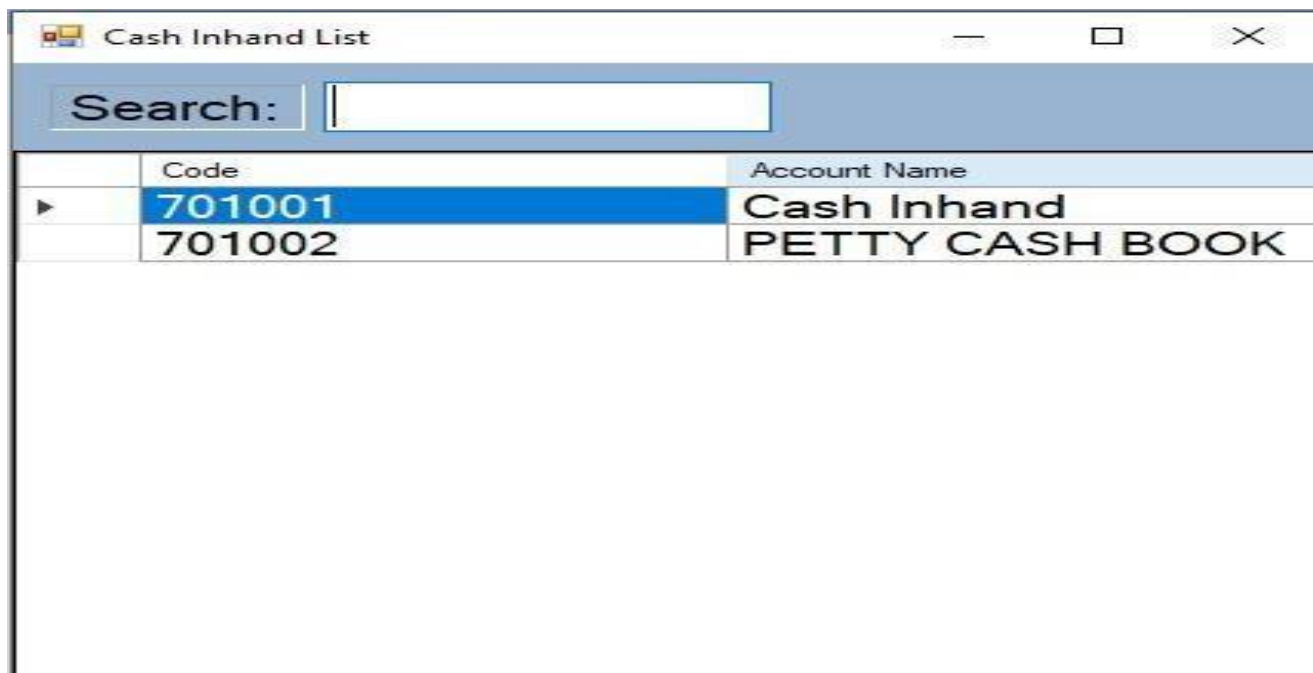 Cash Inhand List
Search:
Code Account Name
701001 Cash Inhand
701002 PETTY CASH BOOK